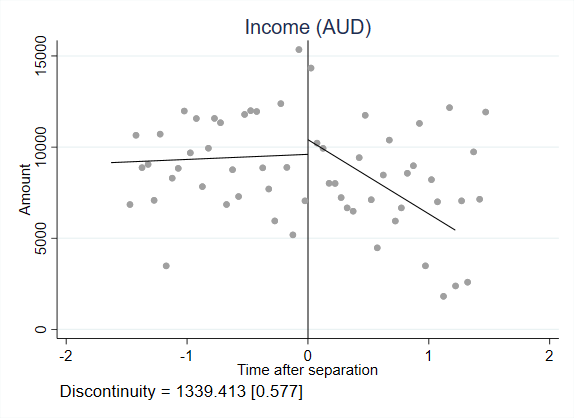 Income (AUD)
15000
10000
5000
0
Amount
-2 -1 0 1 2
Time after separation
Discontinuity = 1339.413 [0.577]